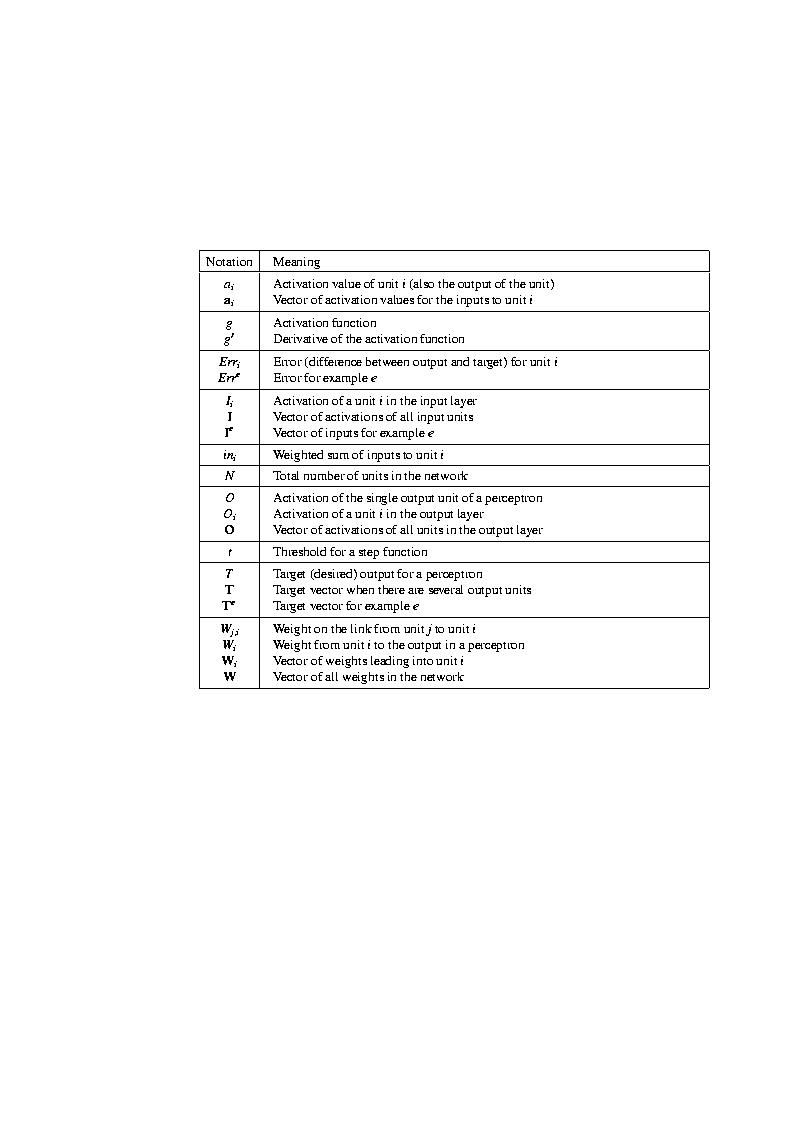 Notation Meaning
a_i Activation value of unit i (also the output of the unit)
𝐚_i Vector of activation values for the inputs to unit i
g Activation function
g′ Derivative of the activation function
Err_i Error (difference between output and target) for unit i
Err^e Error for example e
I_i Activation of a unit i in the input layer
𝐈 Vector of activations of all input units
𝐈^e Vector of inputs for example e
in_i Weighted sum of inputs to unit i
N Total number of units in the network
O Activation of the single output unit of a perceptron
O_i Activation of a unit i in the output layer
𝐎 Vector of activations of all units in the output layer
t Threshold for a step function
T Target (desired) output for a perceptron
𝐓 Target vector when there are several output units
𝐓^e Target vector for example e
W_j,i Weight on the link from unit j to unit i
W_i Weight from unit i to the output in a perceptron
𝐖_i Vector of weights leading into unit i
𝐖 Vector of all weights in the network